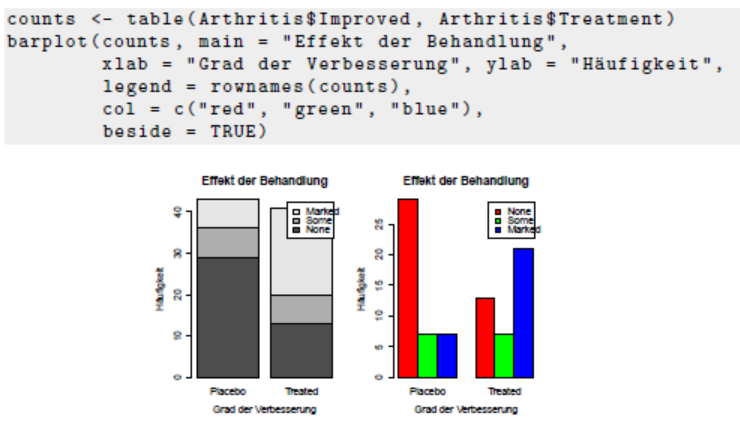 counts <- table(Arthritis$Improved, Arthritis$Treatment)
barplot(counts, main = "Effekt der Behandlung",
xlab = "Grad der Verbesserung", ylab = "Häufigkeit",
legend = rownames(counts),
col = c("red", "green", "blue"),
beside = TRUE)
Effekt der Behandlung
Marked
Some
None
Häufigkeit
0
10
20
30
40
Placebo
Treated
Grad der Verbesserung
Effekt der Behandlung
None
Some
Marked
Häufigkeit
0
5
10
15
20
25
Placebo
Treated
Grad der Verbesserung